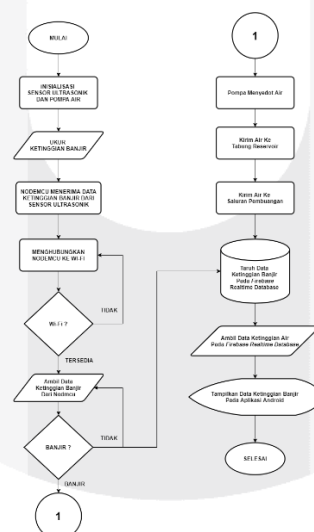 MULAI
INISIALISASI
SENSOR ULTRASONIK
DAN POMPA AIR
UKUR
KETINGGIAN BANJIR
NODEMCU MENERIMA DATA
KETINGGIAN BANJIR DARI
SENSOR ULTRASONIK
MENGHUBUNGKAN
NODEMCU KE WI-FI
Wi-Fi ?
TIDAK
TERSEDIA
Ambil Data
Ketinggian Banjir
Dari Nodmcu
BANJIR ?
TIDAK
BANJIR
1
1
Pompa Menyedot Air
Kirim Air Ke
Tabung Reservoir
Kirim Air Ke
Saluran Pembuangan
Taruh Data
Ketinggian Banjir
Pada Firebase
Realtime Database
Ambil Data Ketinggian Air
Pada Firebase Realtime Database
Tampilkan Data Ketinggian Banjir
Pada Aplikasi Android
SELESAI